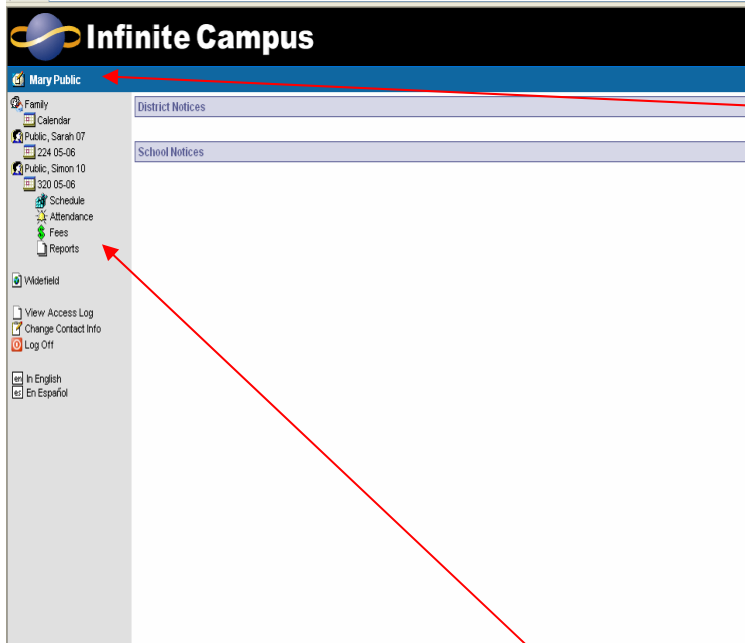 Infinite Campus
Mary Public
Family
Calendar
Public, Sarah 07
224 05-06
Public, Simon 10
320 05-06
Schedule
Attendance
Fees
Reports
Widefield
View Access Log
Change Contact Info
Log Off
en In English
es En Español
District Notices
School Notices